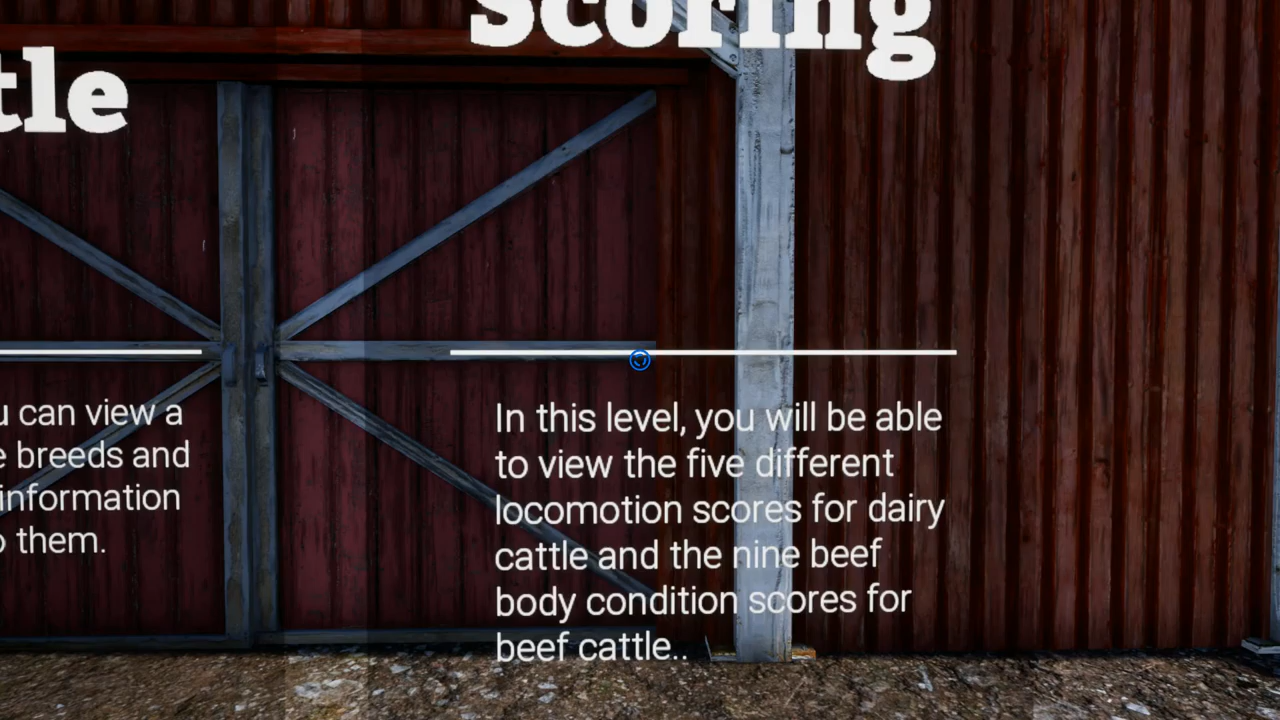 Scoring
tle
u can view a
e breeds and
information
o them.
In this level, you will be able
to view the five different
locomotion scores for dairy
cattle and the nine beef
body condition scores for
beef cattle..